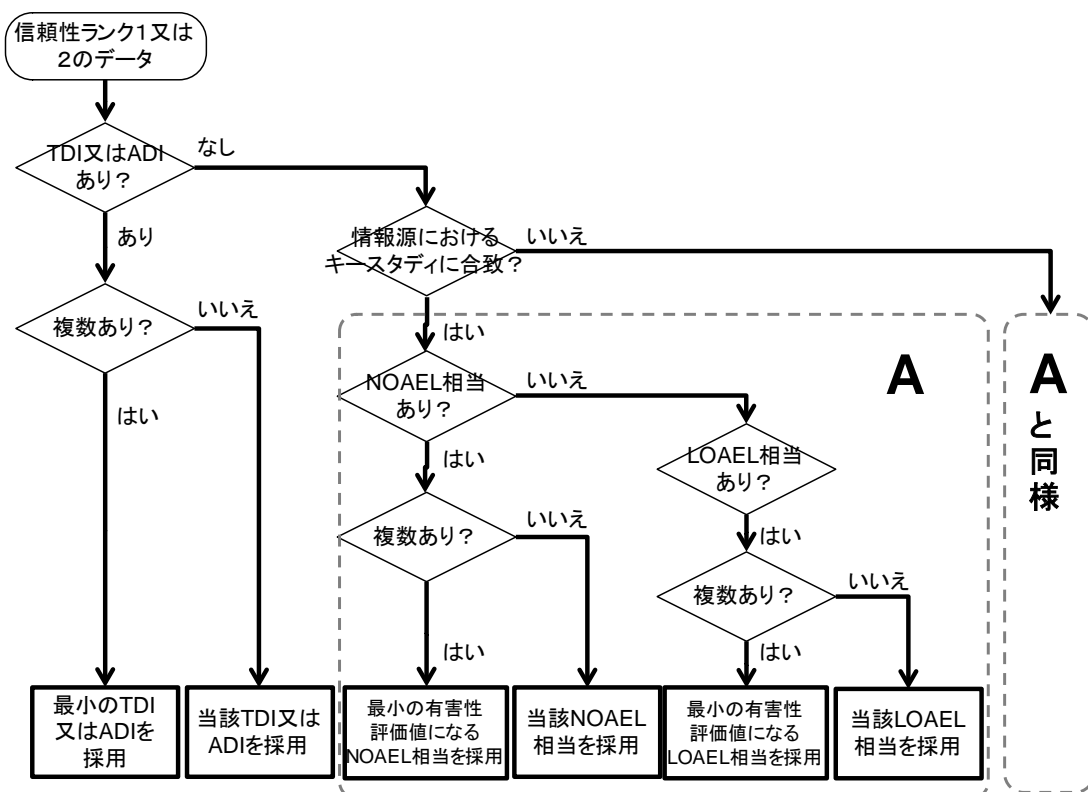 信頼性ランク1又は
2のデータ
TDI又はADI
あり?
なし
あり
情報源における
キースタディに合致?
いいえ
複数あり?
いいえ
はい
はい
A
A
と
同
様
NOAEL相当
あり?
いいえ
はい
LOAEL相当
あり?
はい
複数あり?
いいえ
はい
複数あり?
いいえ
はい
最小のTDI
又はADIを
採用
当該TDI又は
ADIを採用
最小の有害性
評価値になる
NOAEL相当を採用
当該NOAEL
相当を採用
最小の有害性
評価値になる
LOAEL相当を採用
当該LOAEL
相当を採用